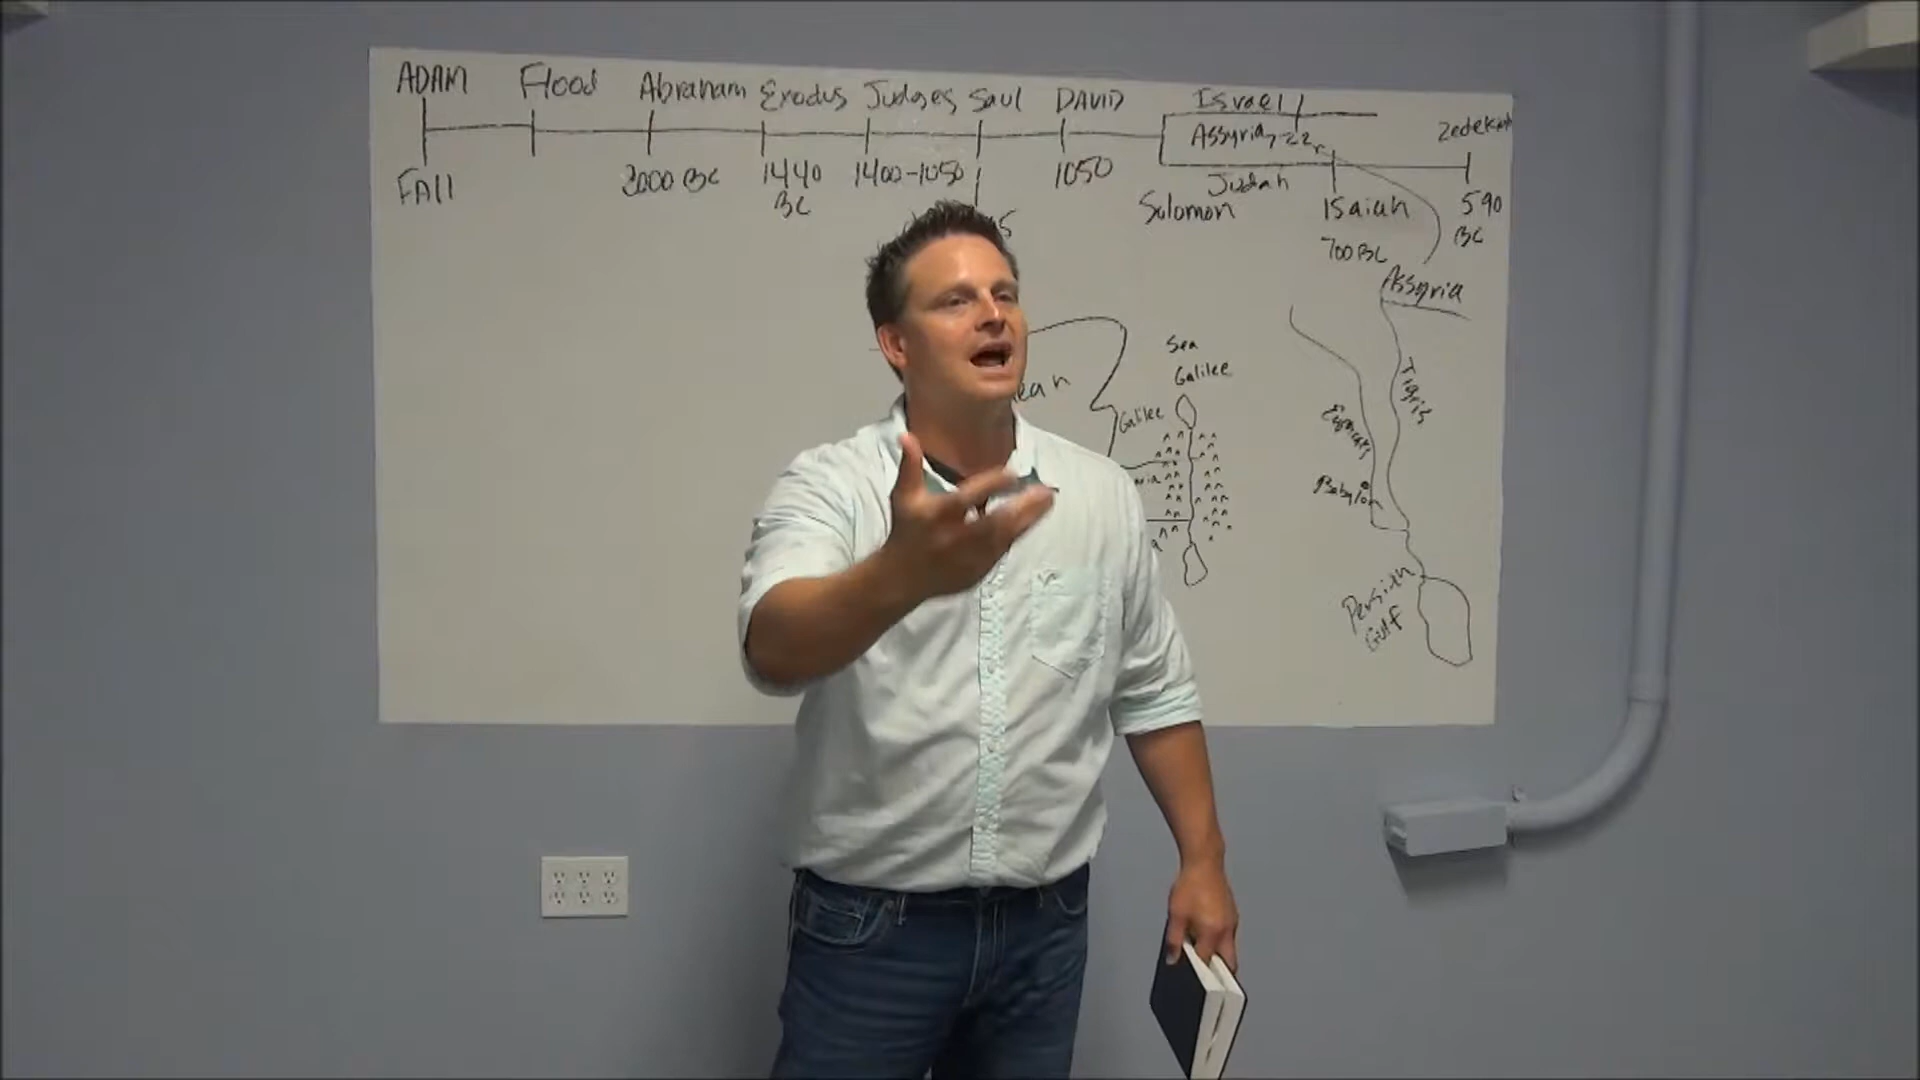 ADAM Flood Abraham Exodus Judges Saul DAVID Israel
Assyria 722
Zedekiah
FAll 2000 BC 1440 BC 1400-1050 1050 Judah
Solomon Isaiah 590 BC
700 BC
Assyria
Sea
Galilee
Galilee
Tigris
Babylon
Persian
Gulf